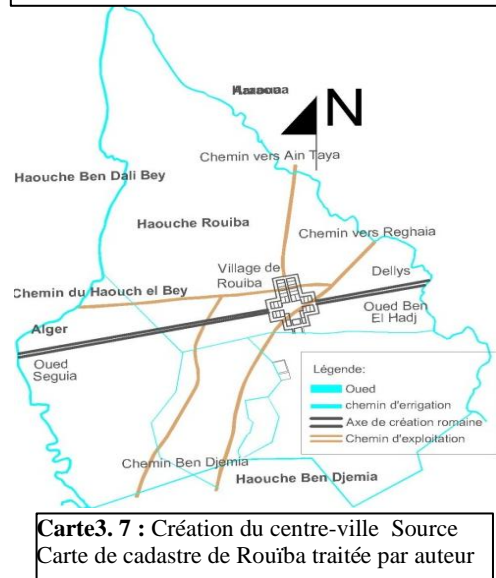 N
Chemin vers Ain Taya
Haouche Ben Dali Bey
Haouche Rouiba
Chemin vers Reghaia
Village de
Rouiba
Dellys
Chemin du Haouch el Bey
Oued Ben
El Hadj
Alger
Oued
Seguia
Légende:
Oued
chemin d'errigation
Axe de création romaine
Chemin d'exploitation
Chemin Ben Djemia
Haouche Ben Djemia
Carte3. 7 : Création du centre-ville Source
Carte de cadastre de Rouïba traitée par auteur